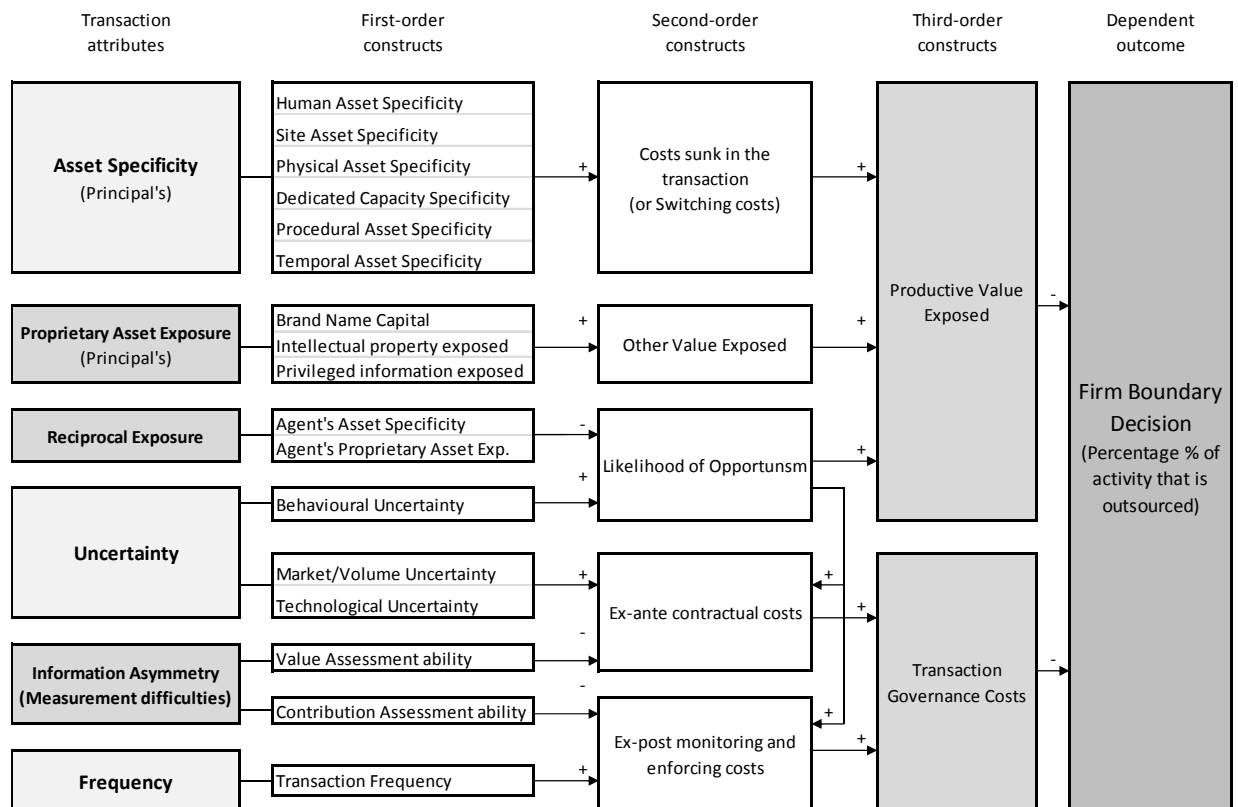 Transaction
attributes
First-order
constructs
Second-order
constructs
Third-order
constructs
Dependent
outcome
Asset Specificity
(Principal's)
Human Asset Specificity
Site Asset Specificity
Physical Asset Specificity
Dedicated Capacity Specificity
Procedural Asset Specificity
Temporal Asset Specificity
+
Costs sunk in the
transaction
(or Switching costs)
+
Proprietary Asset Exposure
(Principal's)
Brand Name Capital
Intellectual property exposed
Privileged information exposed
+
Other Value Exposed
+
Productive Value
Exposed
-
Reciprocal Exposure
Agent's Asset Specificity
Agent's Proprietary Asset Exp.
-
Likelihood of Opportunsm
+
Uncertainty
Behavioural Uncertainty
+
Market/Volume Uncertainty
Technological Uncertainty
+
Ex-ante contractual costs
+
+
Information Asymmetry
(Measurement difficulties)
Value Assessment ability
-
Contribution Assessment ability
-
Ex-post monitoring and
enforcing costs
+
+
Frequency
Transaction Frequency
+
Transaction
Governance Costs
-
Firm Boundary
Decision
(Percentage % of
activity that is
outsourced)